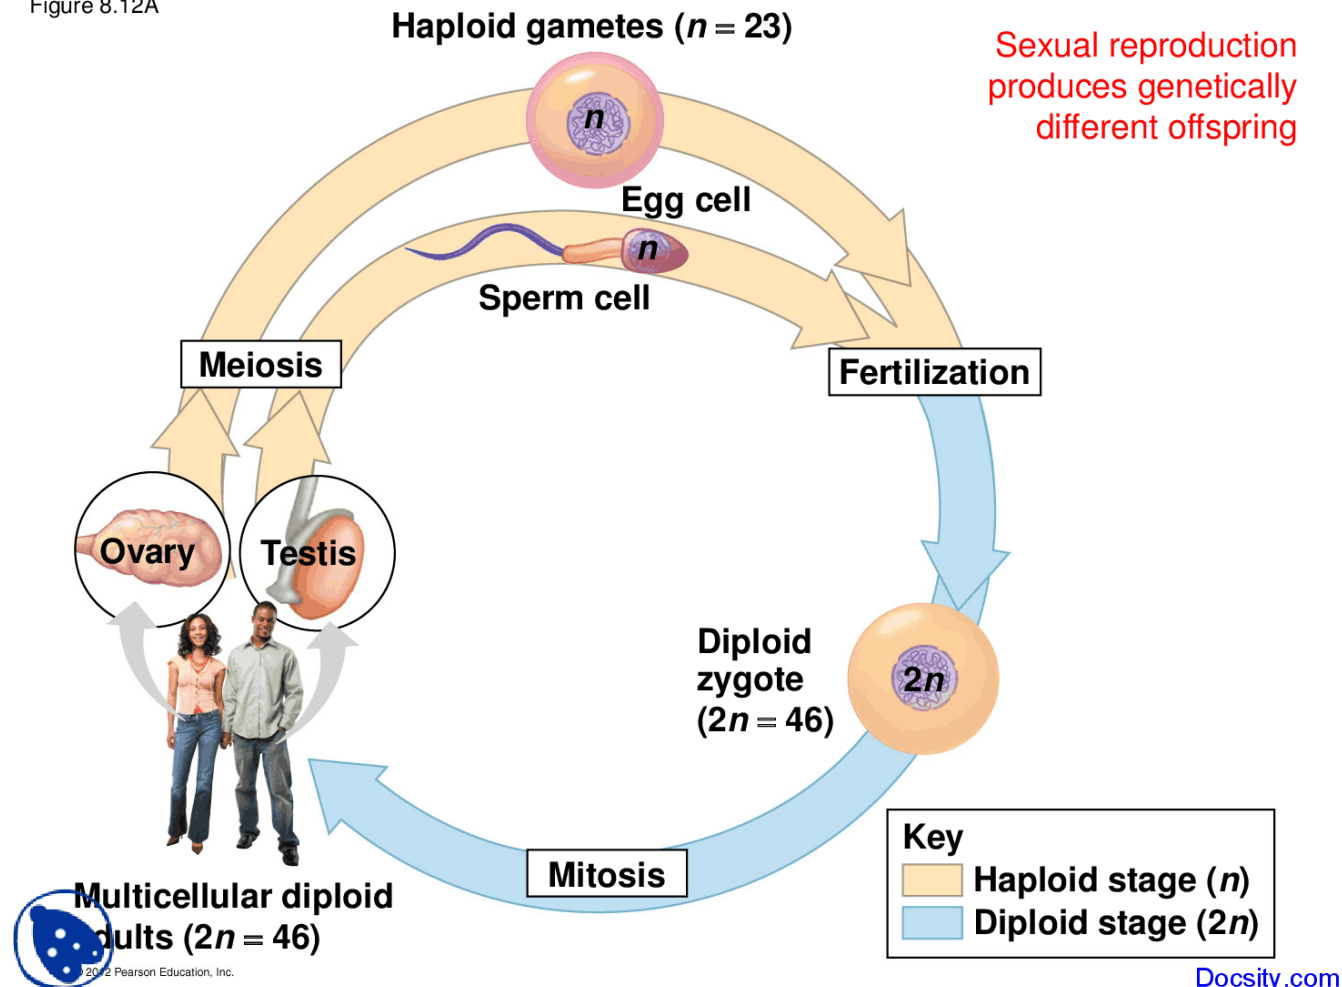 Figure 8.12A
Haploid gametes (n = 23)
Sexual reproduction
produces genetically
different offspring
n
Egg cell
n
Sperm cell
Meiosis
Fertilization
Ovary
Testis
Diploid
zygote
(2n = 46)
2n
Mitosis
Key
Haploid stage (n)
Diploid stage (2n)
Multicellular diploid
dults (2n = 46)
2012 Pearson Education, Inc.
Docsity.com